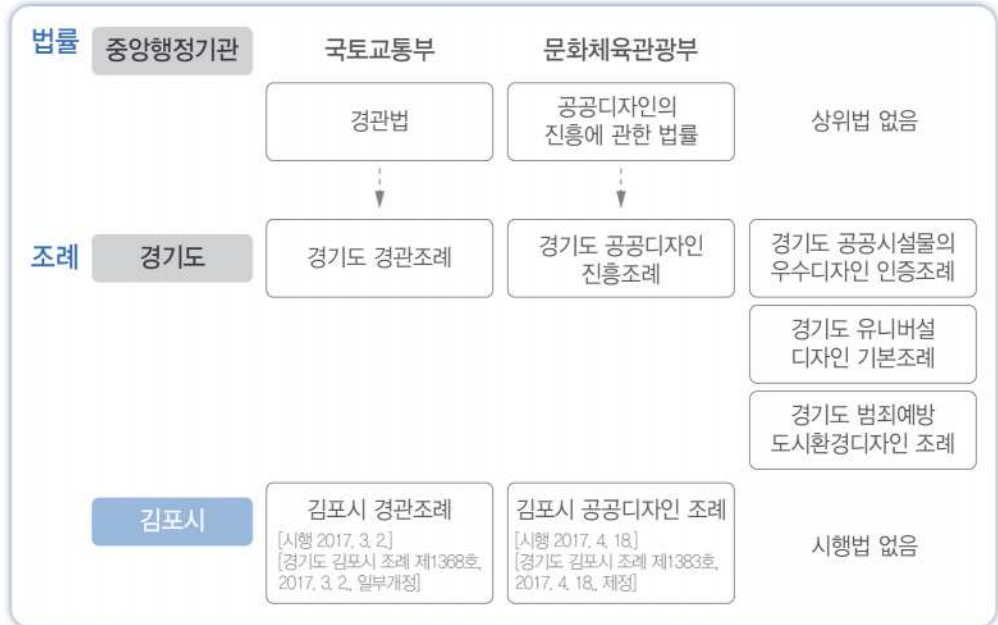 법률 중앙행정기관 국토교통부 문화체육관광부
경관법
공공디자인의
진흥에 관한 법률
상위법 없음
조례 경기도
경기도 경관조례
경기도 공공디자인
진흥조례
경기도 공공시설물의
우수디자인 인증조례
경기도 유니버설
디자인 기본조례
경기도 범죄예방
도시환경디자인 조례
김포시
김포시 경관조례
[시행 2017. 3. 2.]
[경기도 김포시 조례 제1368호,
2017. 3. 2., 일부개정]
김포시 공공디자인 조례
[시행 2017. 4. 18.]
[경기도 김포시 조례 제1383호,
2017. 4. 18., 제정]
시행법 없음